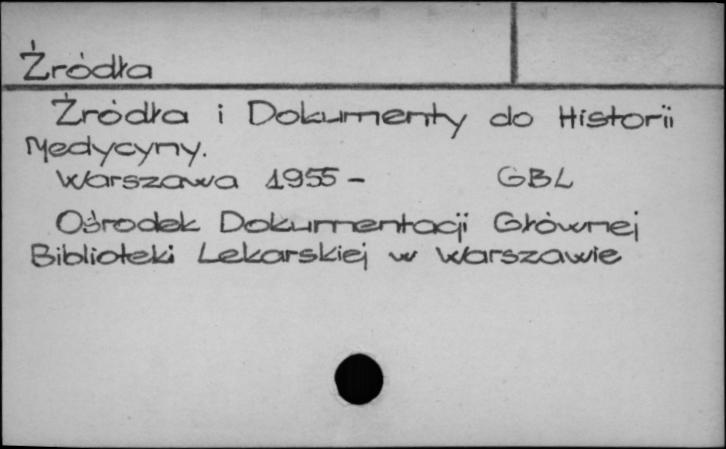 Źródła
Źródła i Dokumenty do Historii
Medycyny.
Warszawa 1955 - GBL
Ośrodek Dokumentacji Głównej
Biblioteki Lekarskiej w Warszawie